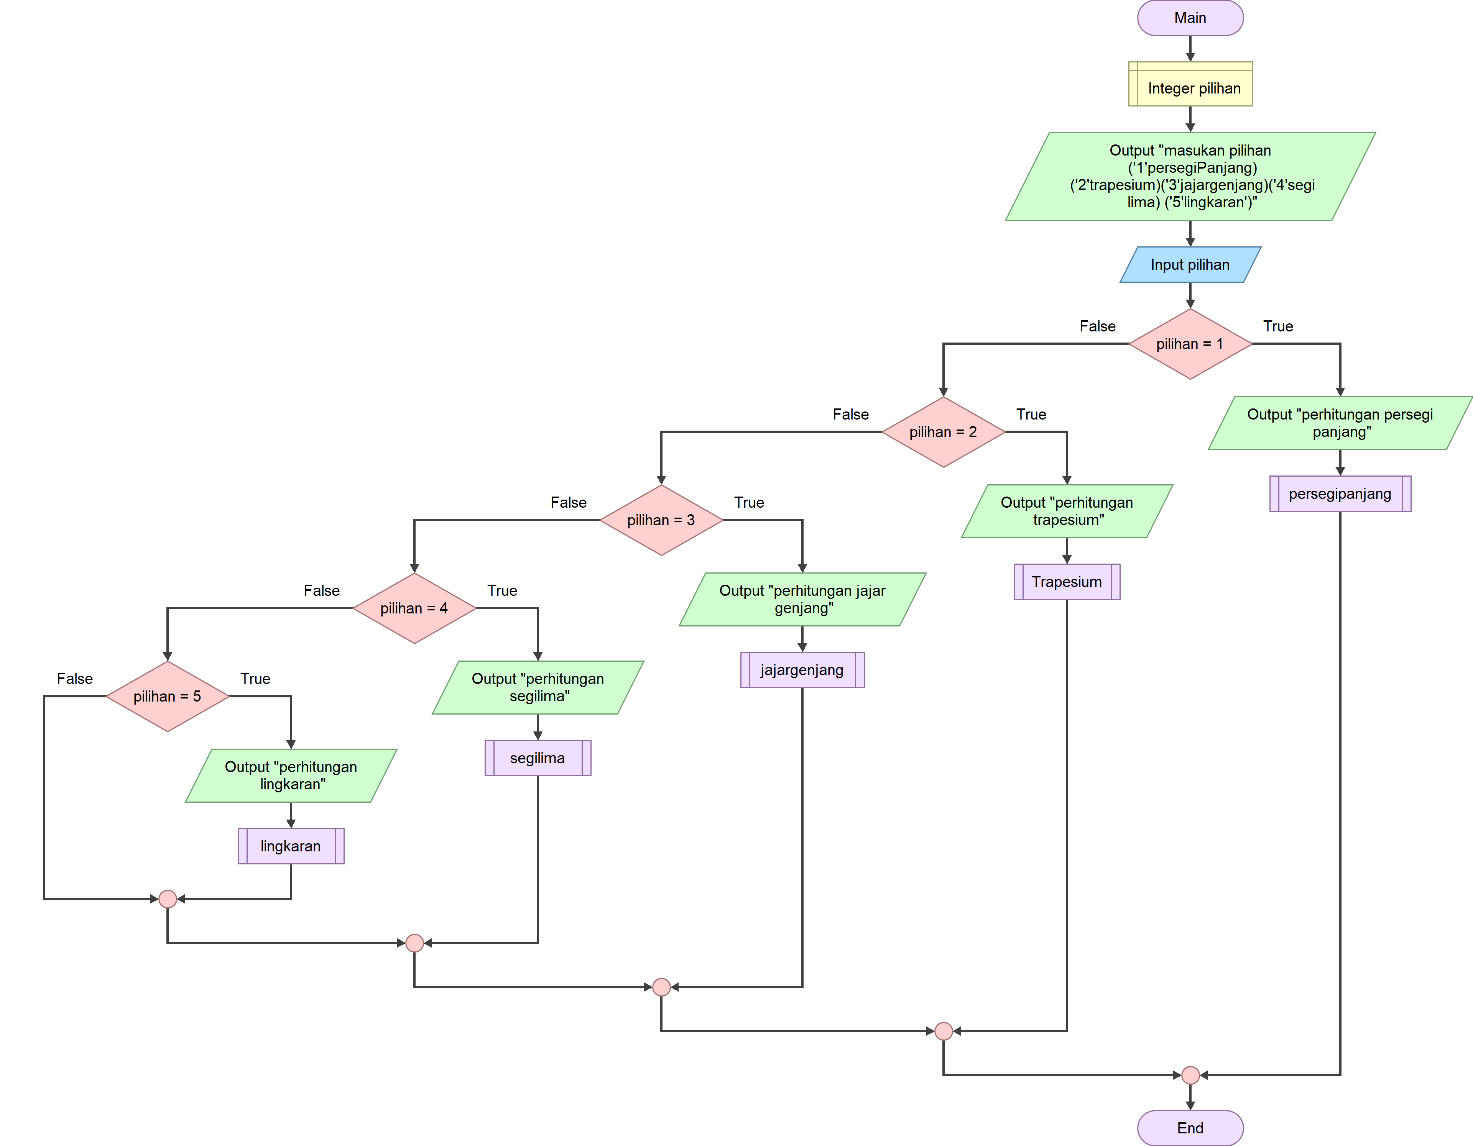 Main
Integer pilihan
Output "masukan pilihan
('1'persegiPanjang)
('2'trapesium)('3'jajargenjang)('4'segi
lima) ('5'lingkaran')"
Input pilihan
False
True
pilihan = 1
False
True
pilihan = 2
Output "perhitungan persegi
panjang"
persegipanjang
False
True
pilihan = 3
Output "perhitungan
trapesium"
Trapesium
False
True
pilihan = 4
Output "perhitungan jajar
genjang"
jajargenjang
False
True
pilihan = 5
Output "perhitungan
segilima"
segilima
Output "perhitungan
lingkaran"
lingkaran
End